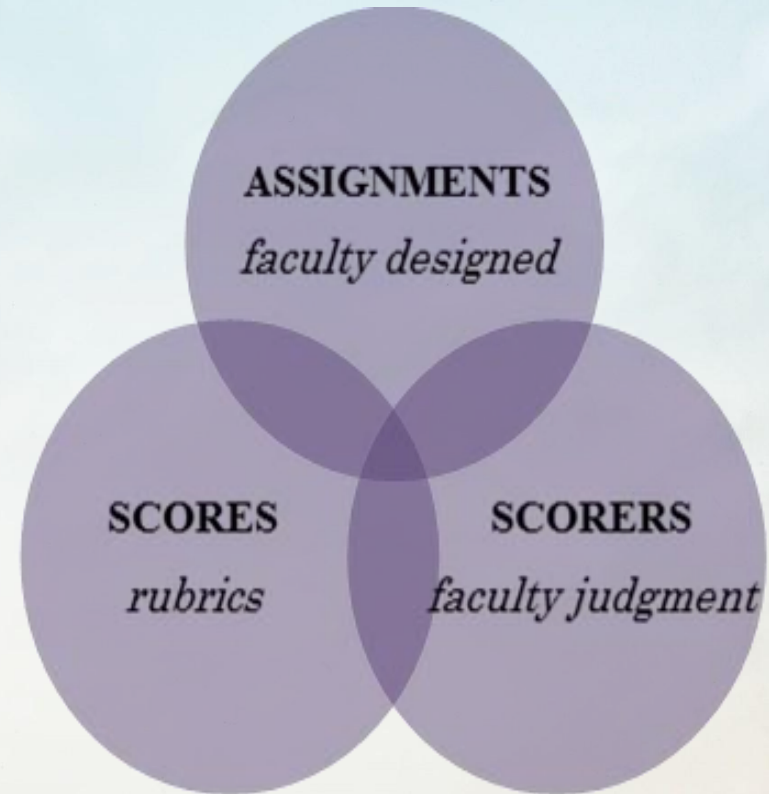 ASSIGNMENTS
faculty designed
SCORES
rubrics
SCORERS
faculty judgment